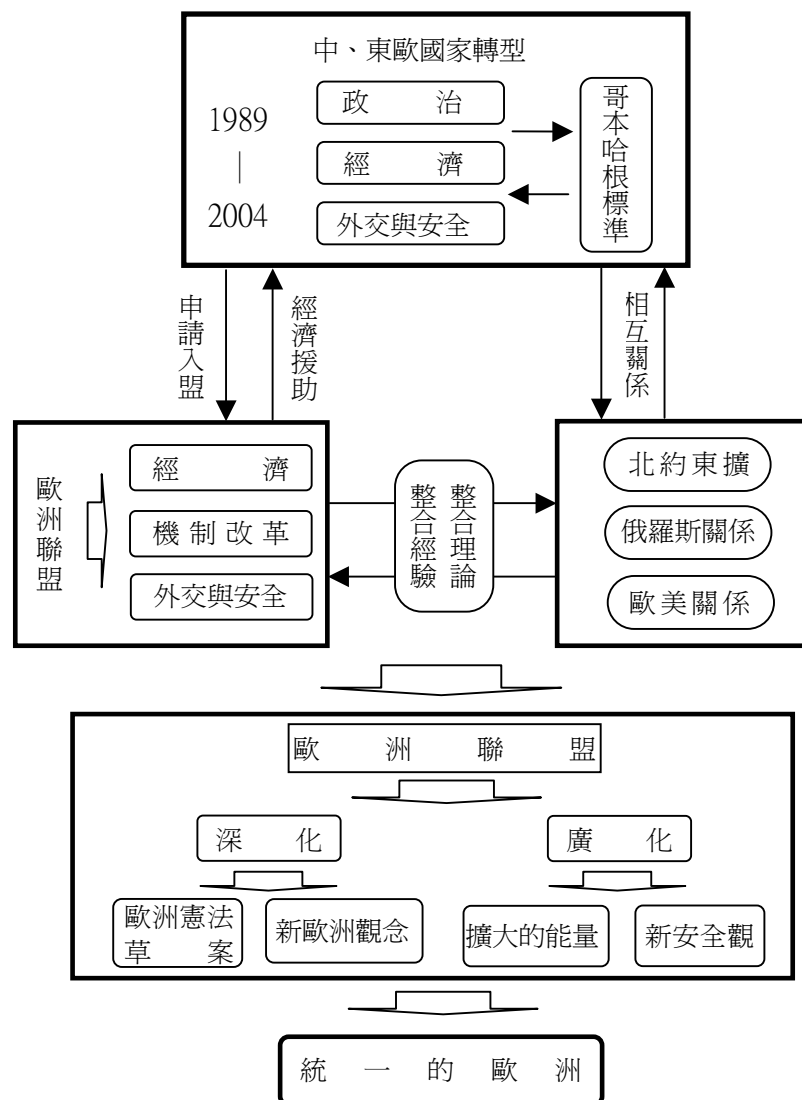 中、東歐國家轉型
1989
｜
2004
政治
經濟
外交與安全
哥本哈根標準
申請入盟
經濟援助
相互關係
歐洲聯盟
經濟
機制改革
外交與安全
整合理論
整合經驗
北約東擴
俄羅斯關係
歐美關係
歐洲聯盟
深化
廣化
歐洲憲法
草案
新歐洲觀念
擴大的能量
新安全觀
統一的歐洲